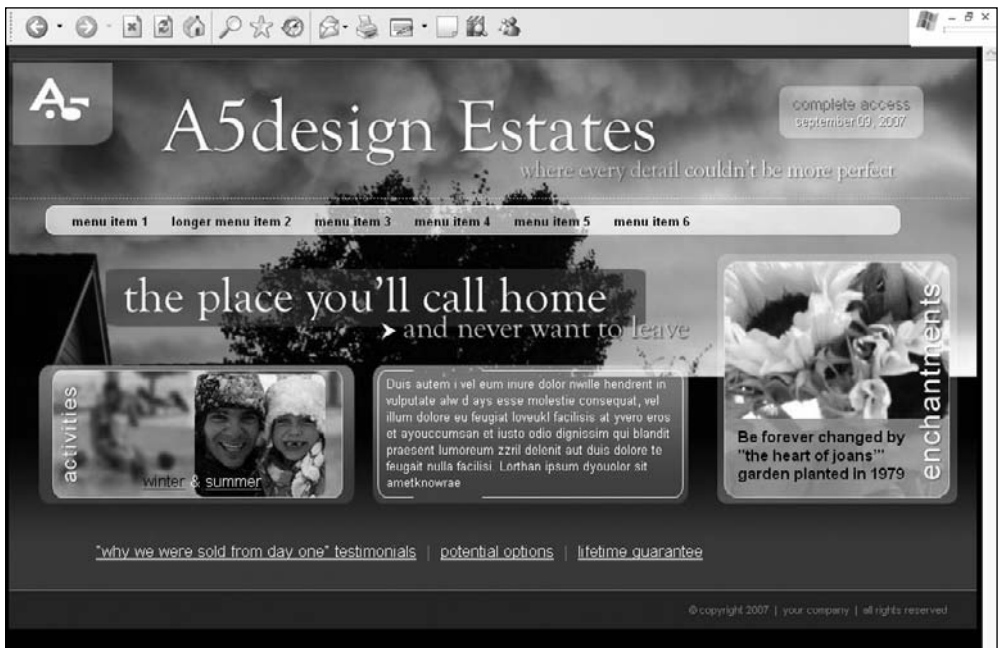 A5
A5design Estates
complete access
september 09, 2007
where every detail couldn't be more perfect
menu item 1 longer menu item 2 menu item 3 menu item 4 menu item 5 menu item 6
the place you'll call home
and never want to leave
activities
winter & summer
Duis autem i vel eum inure dolor nwille hendrent in
vulputate alw d ays esse molestie consequat, vel
illum dolore eu feugiat loveukl facilisis at yvero eros
et ayouccumsan et iusto odio dignissim qui blandit
praesent lumoreum zzril delenit aut duis dolore te
feugait nulla facilisi. Lorthan ipsum dyouolor sit
ametknowrae
enchantments
Be forever changed by
"the heart of joans'"
garden planted in 1979
"why we were sold from day one" testimonials | potential options | lifetime guarantee
© copyright 2007 | your company | all rights reserved